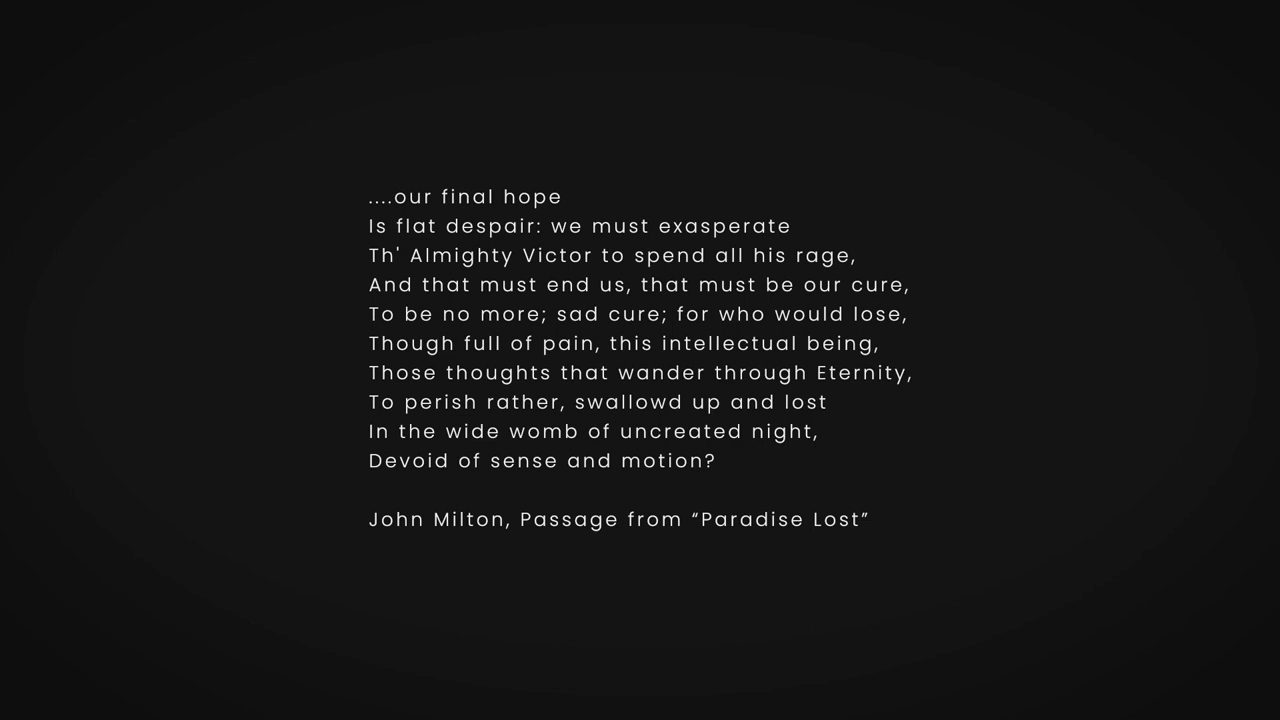 ....our final hope
Is flat despair: we must exasperate
Th' Almighty Victor to spend all his rage,
And that must end us, that must be our cure,
To be no more; sad cure; for who would lose,
Though full of pain, this intellectual being,
Those thoughts that wander through Eternity,
To perish rather, swallowd up and lost
In the wide womb of uncreated night,
Devoid of sense and motion?
John Milton, Passage from “Paradise Lost”